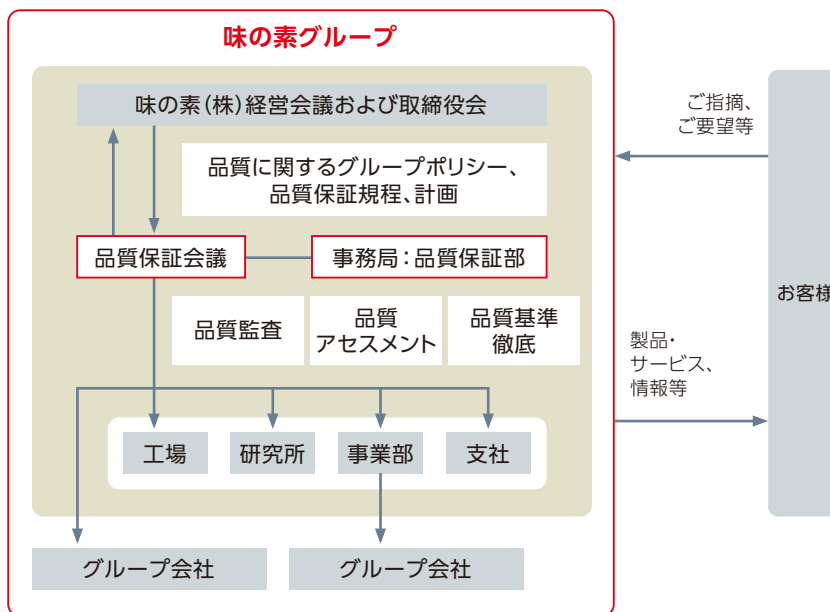 味の素グループ
味の素(株)経営会議および取締役会
品質に関するグループポリシー、
品質保証規程、計画
品質保証会議
事務局:品質保証部
品質監査
品質
アセスメント
品質基準
徹底
工場
研究所
事業部
支社
グループ会社
グループ会社
ご指摘、
ご要望等
製品・
サービス、
情報等
お客様